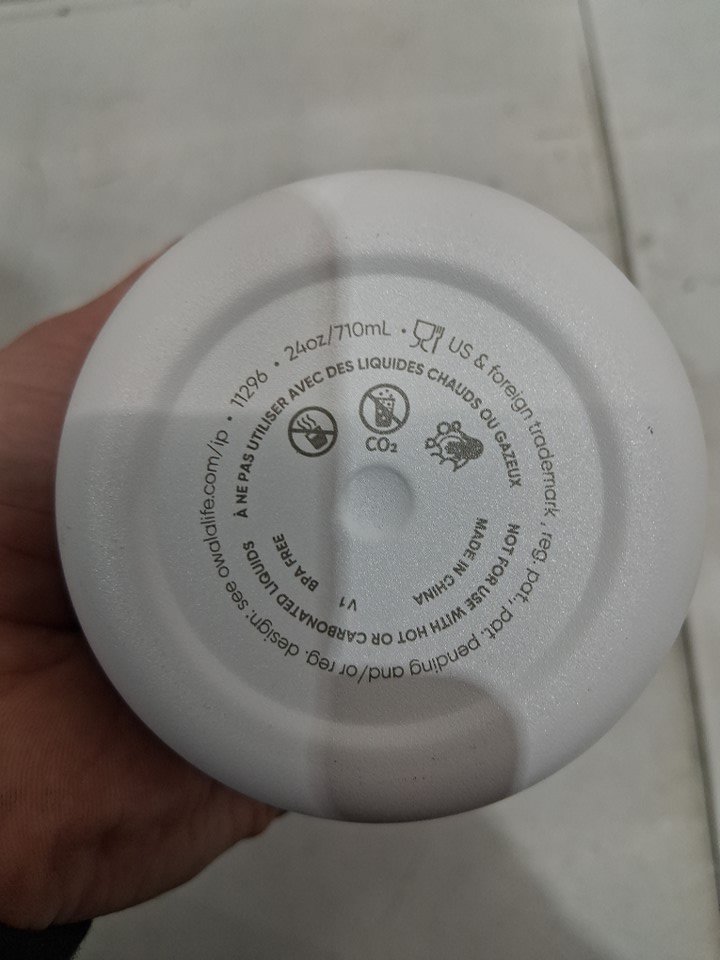 24oz/710mL • US & foreign trademark, reg. pat., pat. pending and/or reg. design: see owalalife.com/ip • 11296 •
À NE PAS UTILISER AVEC DES LIQUIDES CHAUDS OU GAZEUX
NOT FOR USE WITH HOT OR CARBONATED LIQUIDS
CO₂
MADE IN CHINA
V1
BPA FREE